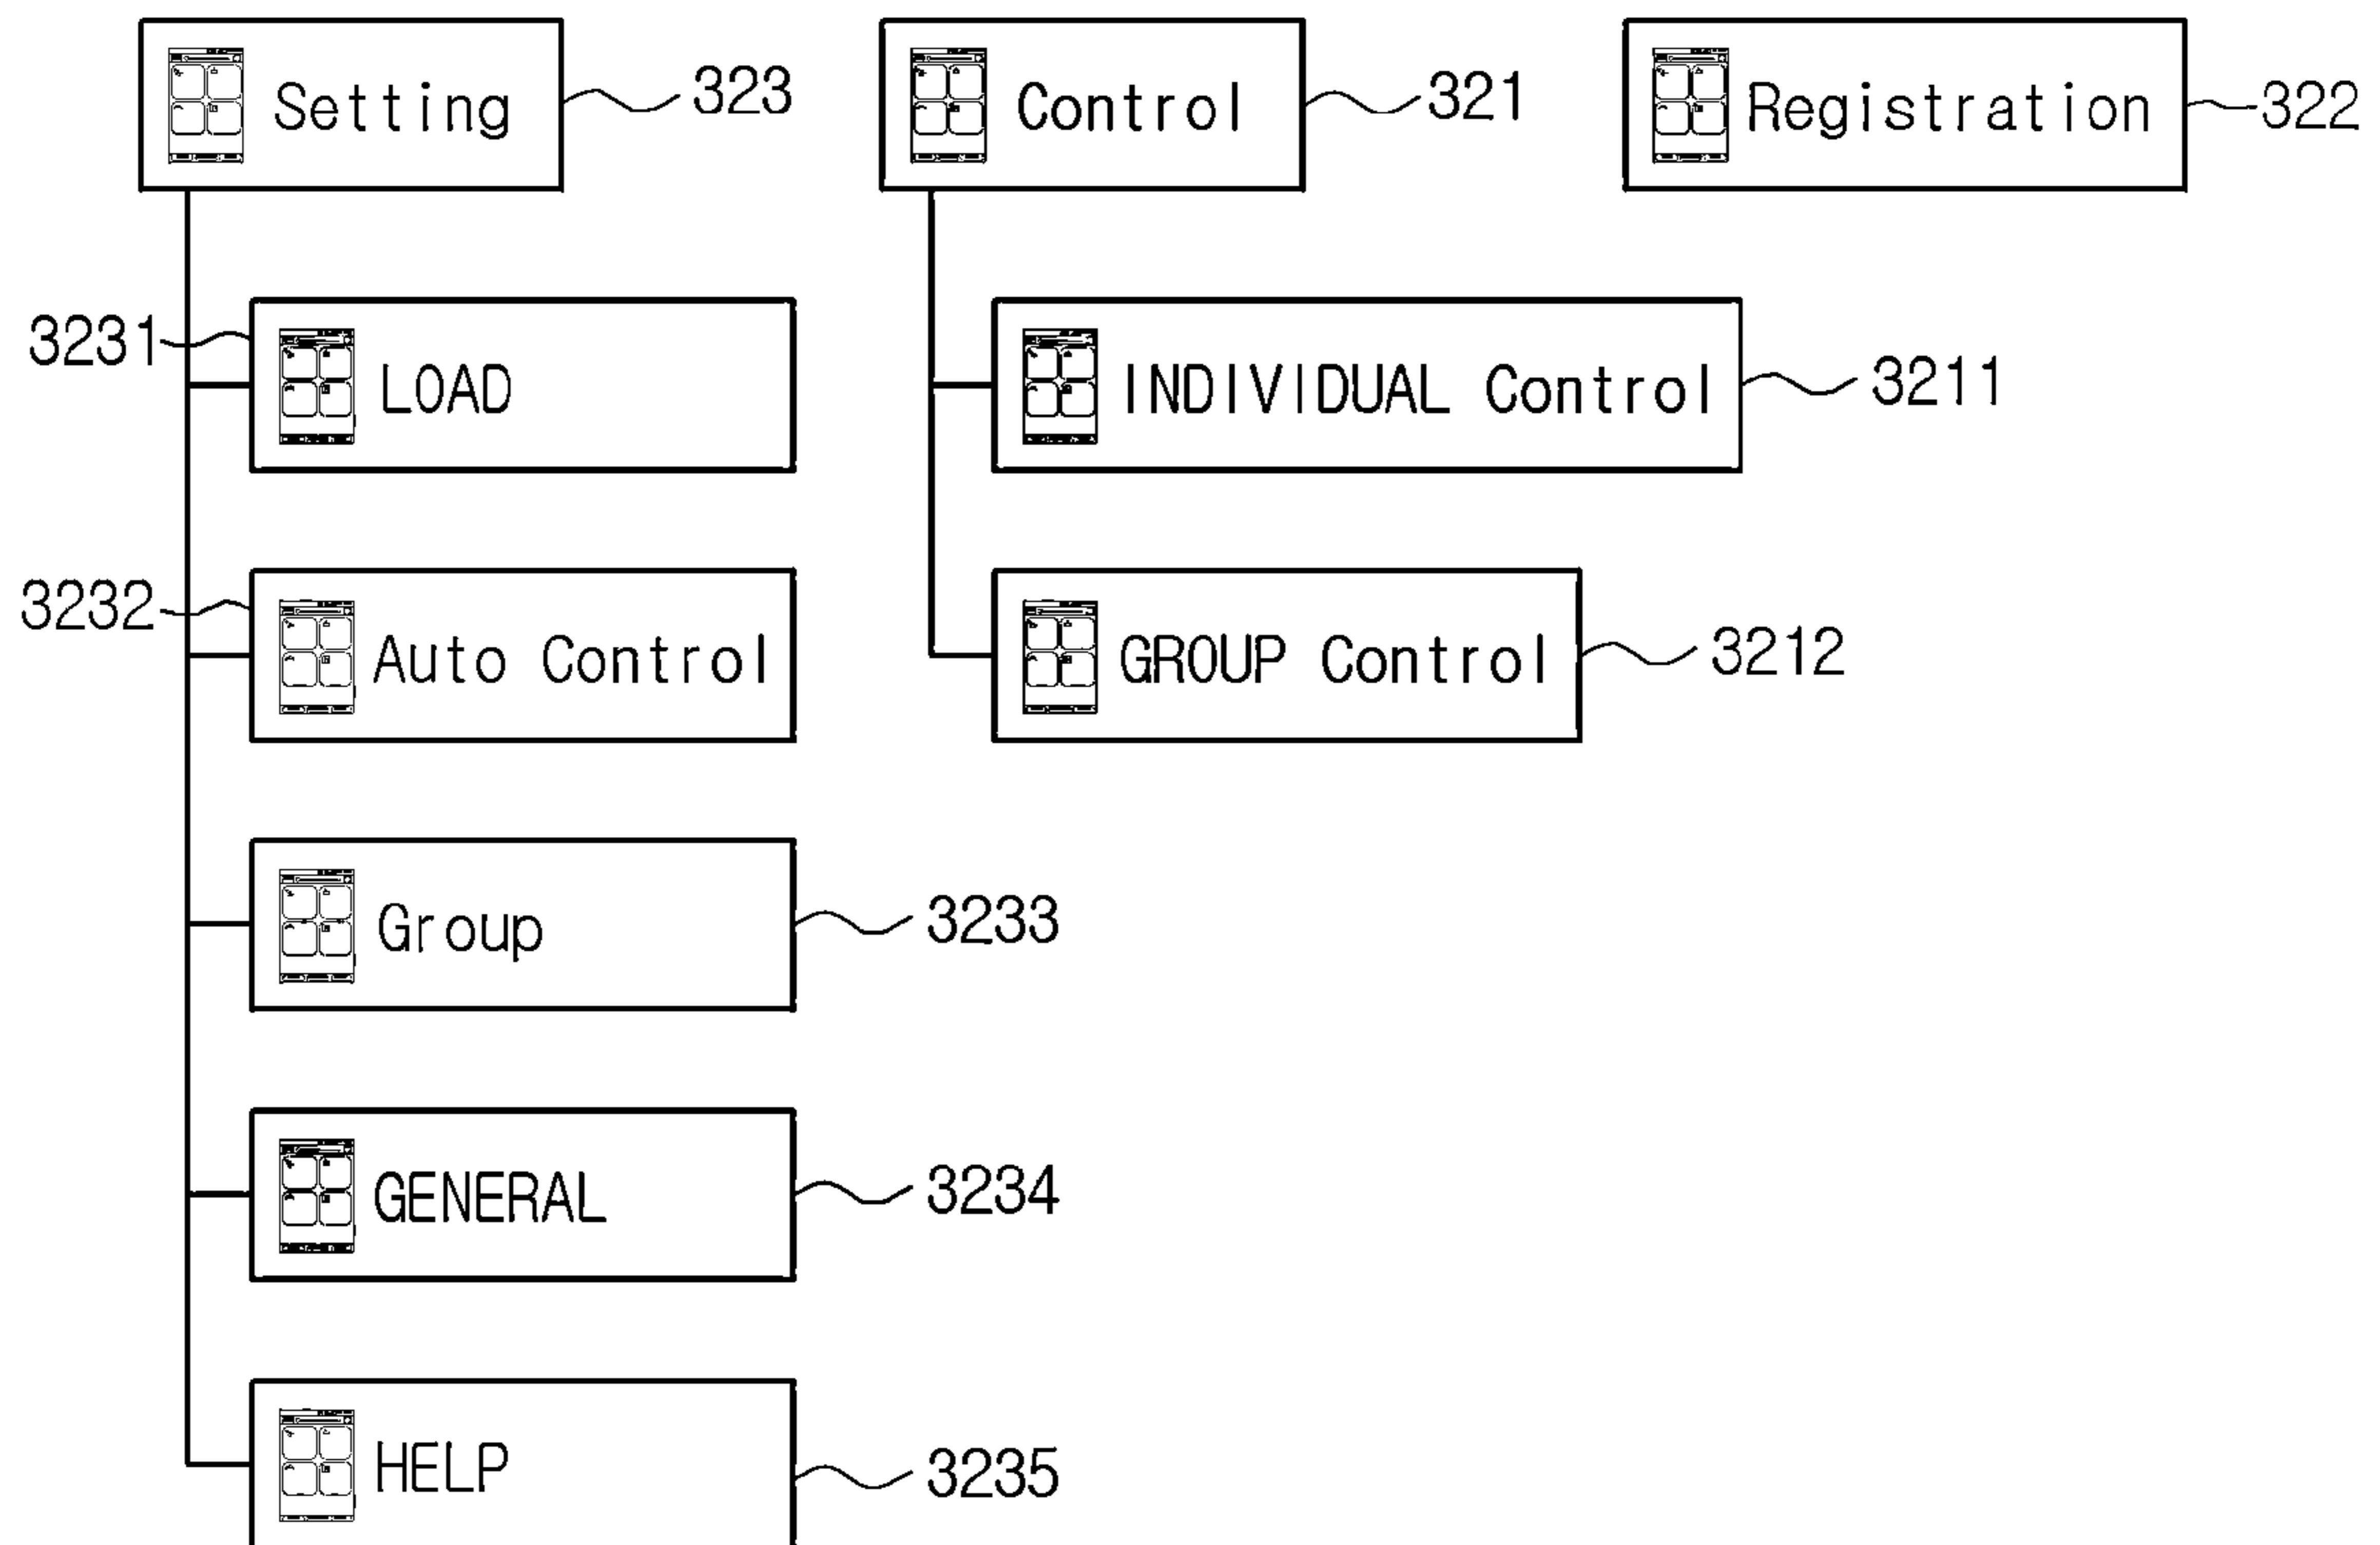 Setting 323
Control 321
Registration 322
3231 LOAD
INDIVIDUAL Control 3211
3232 Auto Control
GROUP Control 3212
Group 3233
GENERAL 3234
HELP 3235